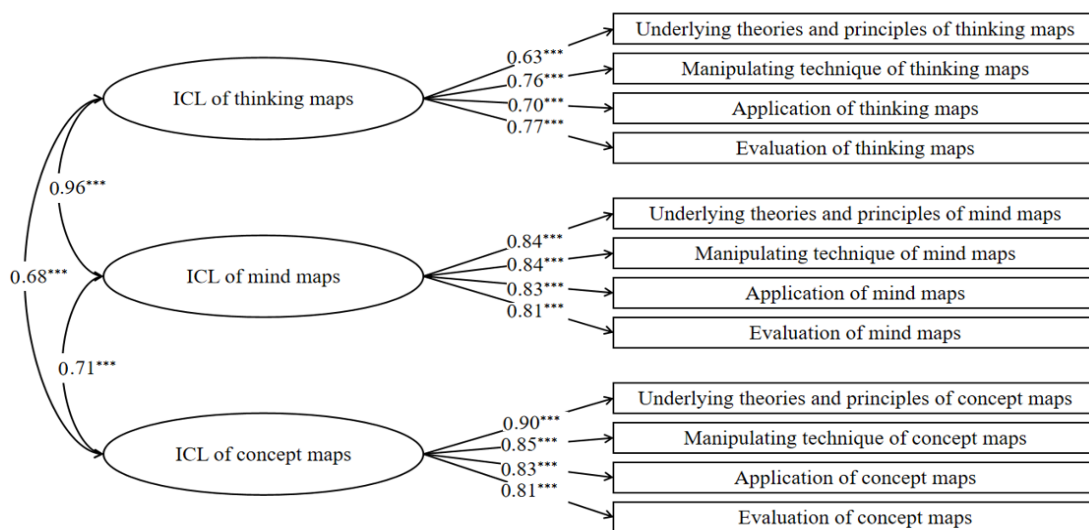 Underlying theories and principles of thinking maps
0.63***
0.76***
Manipulating technique of thinking maps
ICL of thinking maps
0.70***
Application of thinking maps
0.77***
Evaluation of thinking maps
0.96***
Underlying theories and principles of mind maps
0.84***
0.84***
Manipulating technique of mind maps
ICL of mind maps
0.68***
0.83***
Application of mind maps
0.81***
Evaluation of mind maps
0.71***
Underlying theories and principles of concept maps
0.90***
0.85***
Manipulating technique of concept maps
ICL of concept maps
0.83***
Application of concept maps
0.81***
Evaluation of concept maps